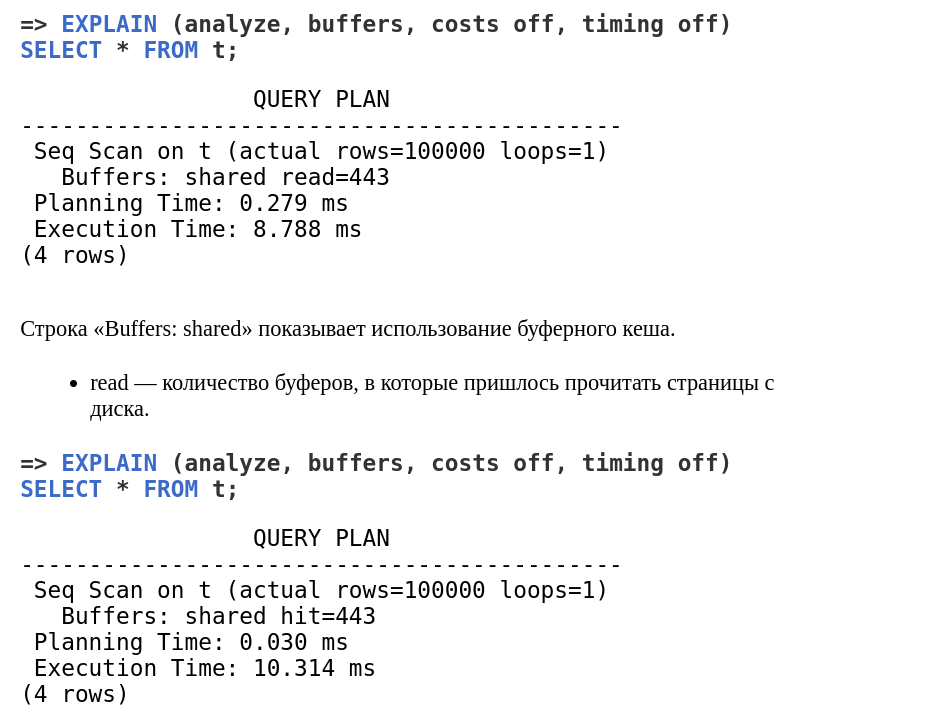 => EXPLAIN (analyze, buffers, costs off, timing off)
SELECT * FROM t;
QUERY PLAN
--------------------------------------------
Seq Scan on t (actual rows=100000 loops=1)
Buffers: shared read=443
Planning Time: 0.279 ms
Execution Time: 8.788 ms
(4 rows)
Строка «Buffers: shared» показывает использование буферного кеша.
• read — количество буферов, в которые пришлось прочитать страницы с
диска.
=> EXPLAIN (analyze, buffers, costs off, timing off)
SELECT * FROM t;
QUERY PLAN
--------------------------------------------
Seq Scan on t (actual rows=100000 loops=1)
Buffers: shared hit=443
Planning Time: 0.030 ms
Execution Time: 10.314 ms
(4 rows)